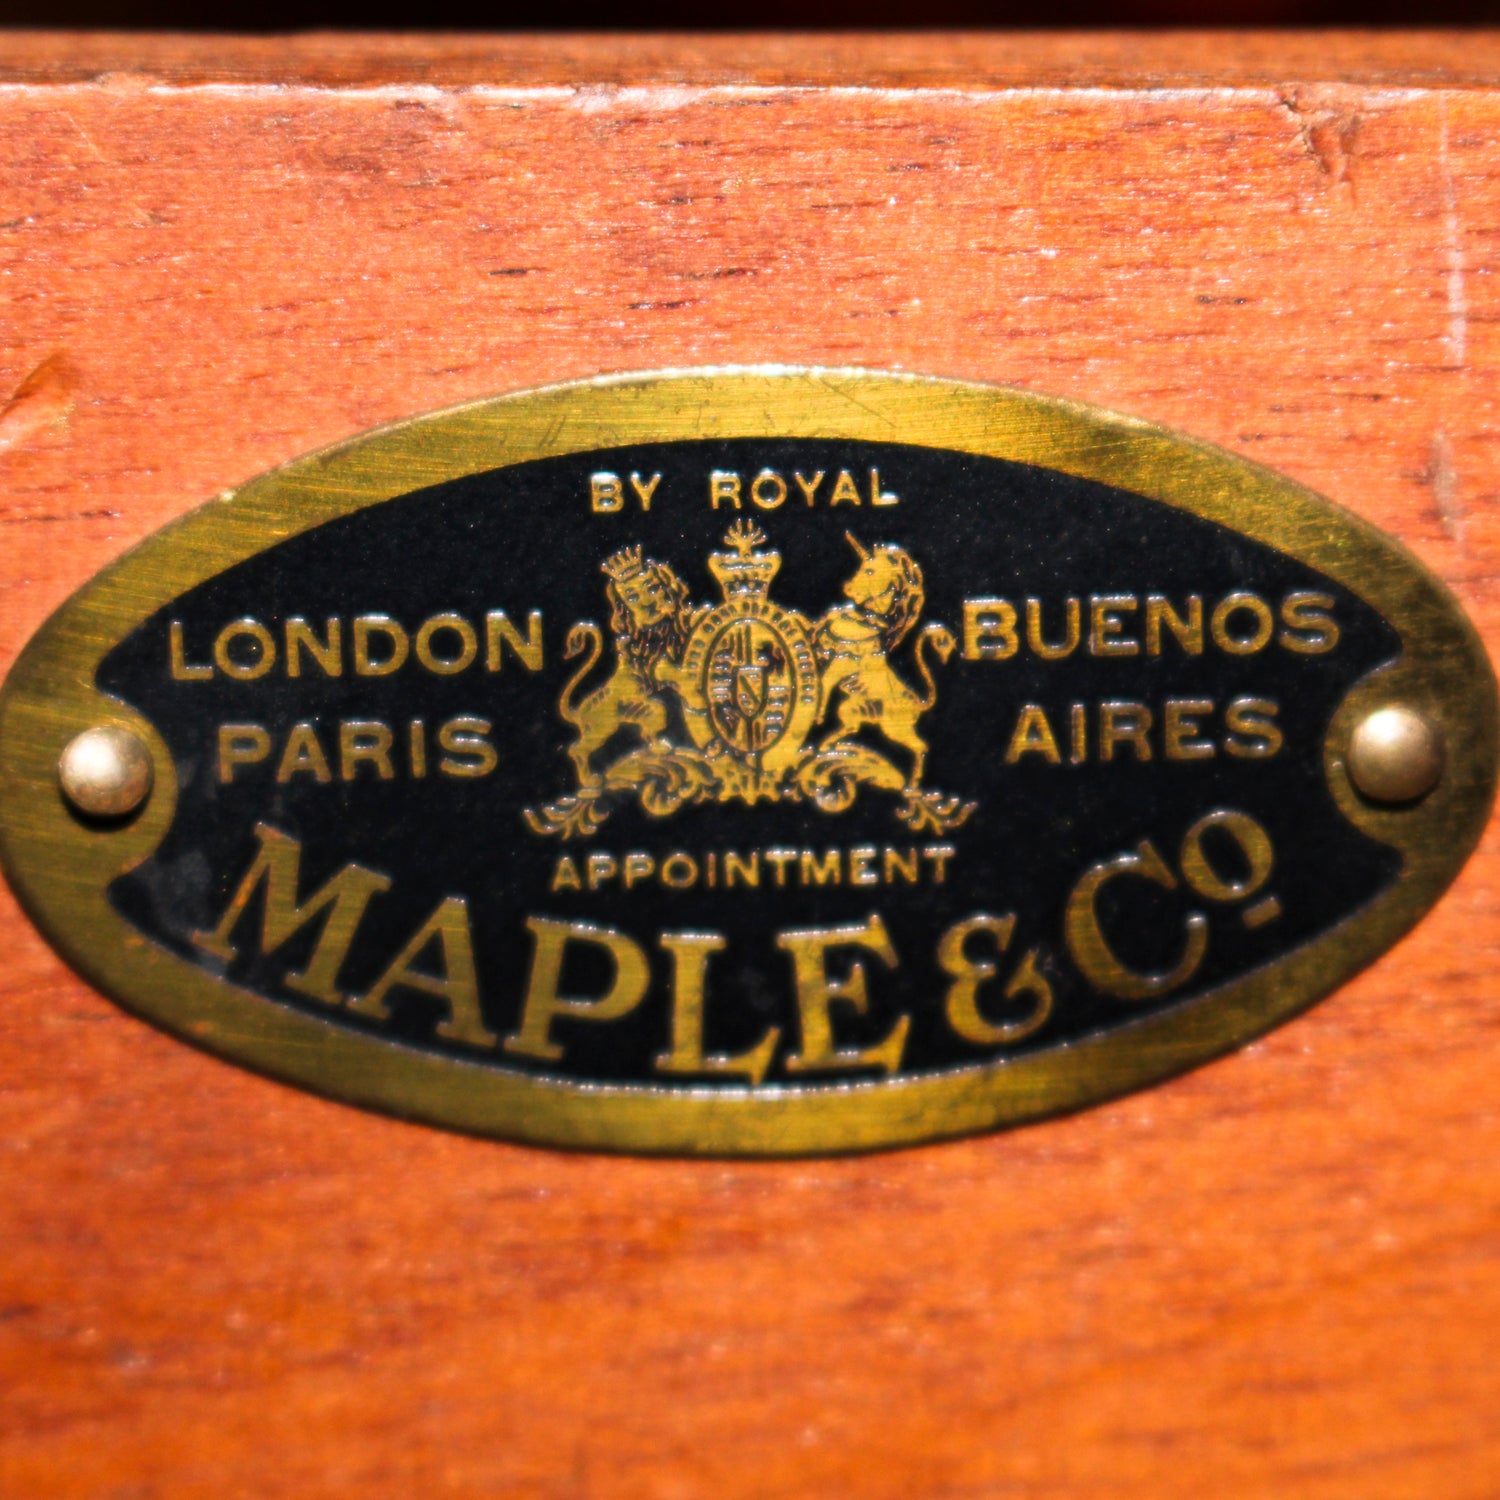 BY ROYAL
LONDON
PARIS
BUENOS
AIRES
APPOINTMENT
MAPLE & Cº